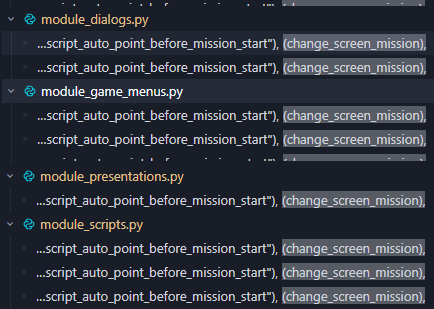 module_dialogs.py
...script_auto_point_before_mission_start"), (change_screen_mission),
...script_auto_point_before_mission_start"), (change_screen_mission),
module_game_menus.py
...script_auto_point_before_mission_start"), (change_screen_mission),
...script_auto_point_before_mission_start"), (change_screen_mission),
module_presentations.py
...script_auto_point_before_mission_start"), (change_screen_mission),
module_scripts.py
...script_auto_point_before_mission_start"), (change_screen_mission),
...script_auto_point_before_mission_start"), (change_screen_mission),
...script_auto_point_before_mission_start"), (change_screen_mission),